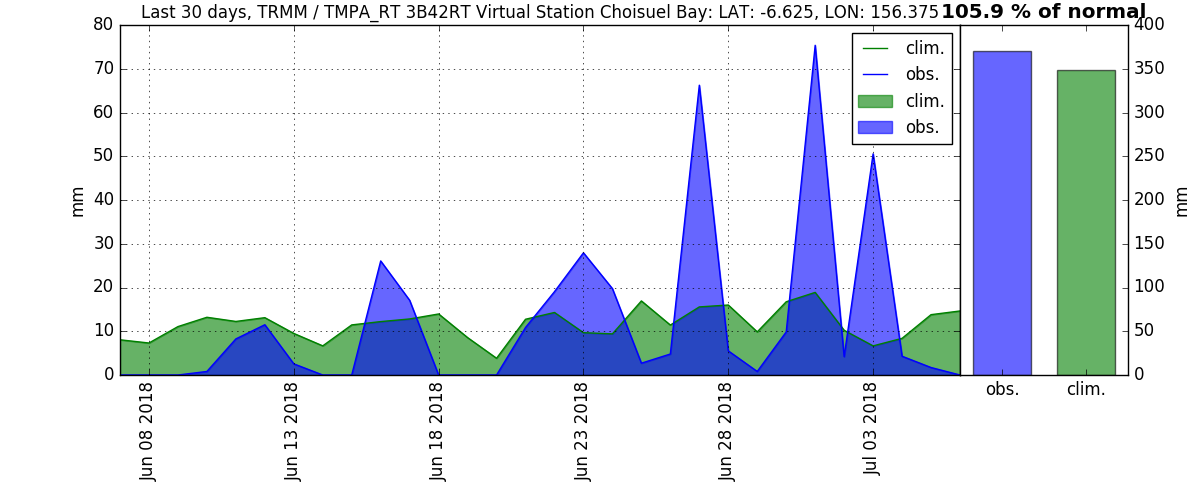 Last 30 days, TRMM / TMPA_RT 3B42RT Virtual Station Choisuel Bay: LAT: -6.625, LON: 156.375
105.9 % of normal
80
70
60
50
40
30
20
10
0
mm
clim.
obs.
clim.
obs.
Jun 08 2018
Jun 13 2018
Jun 18 2018
Jun 23 2018
Jun 28 2018
Jul 03 2018
400
350
300
250
200
150
100
50
0
mm
obs.
clim.